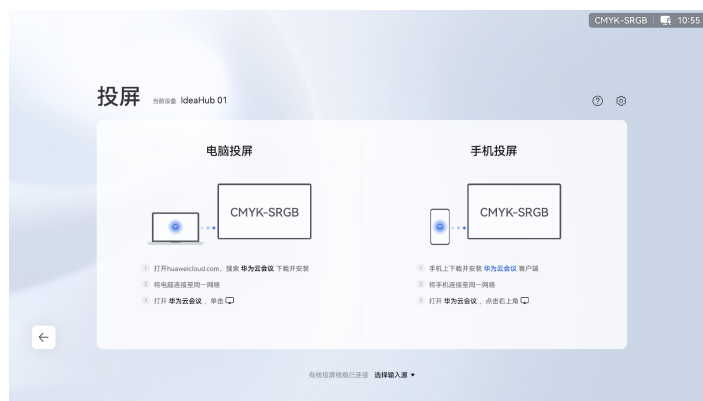 CMYK-SRGB 10:55
投屏 当前设备 IdeaHub 01
电脑投屏
CMYK-SRGB
1 打开huaweicloud.com，搜索 华为云会议 下载并安装
2 将电脑连接至同一网络
3 打开 华为云会议 ，单击
手机投屏
CMYK-SRGB
1 手机上下载并安装 华为云会议 客户端
2 将手机连接至同一网络
3 打开 华为云会议 ，点击右上角
有线投屏线缆已连接 选择输入源